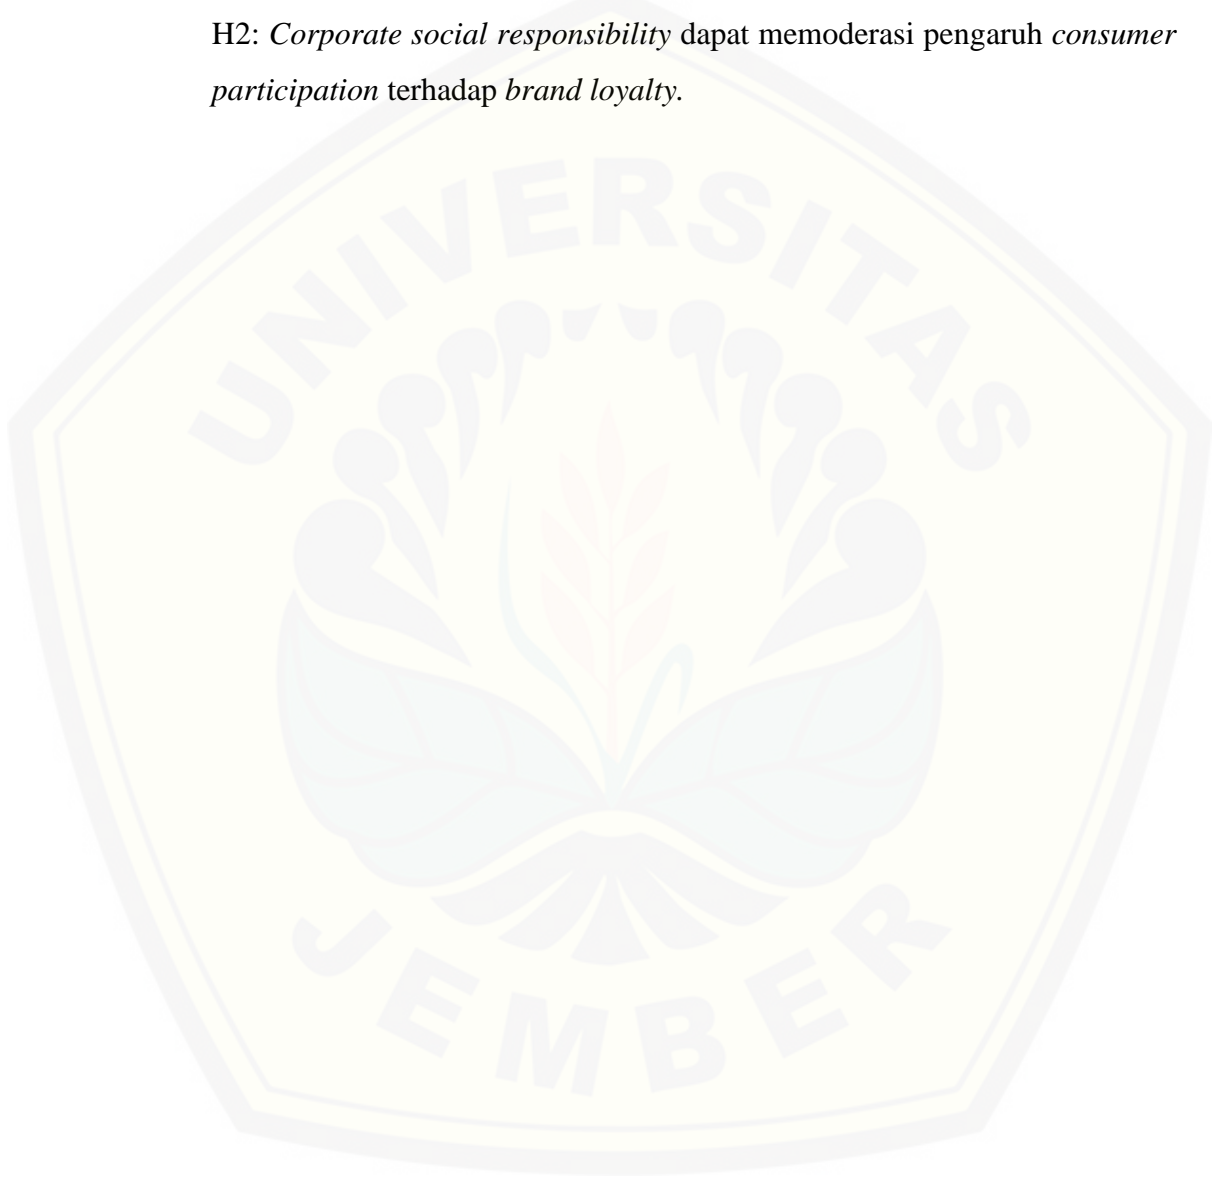 H2: Corporate social responsibility dapat memoderasi pengaruh consumer
participation terhadap brand loyalty.
UNIVERSITAS
JEMBER